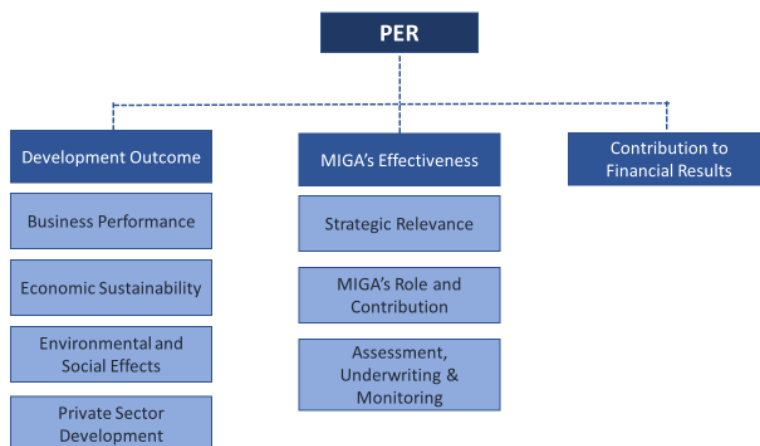 PER
Development Outcome
Business Performance
Economic Sustainability
Environmental and
Social Effects
Private Sector
Development
MIGA's Effectiveness
Strategic Relevance
MIGA's Role and
Contribution
Assessment,
Underwriting &
Monitoring
Contribution to
Financial Results